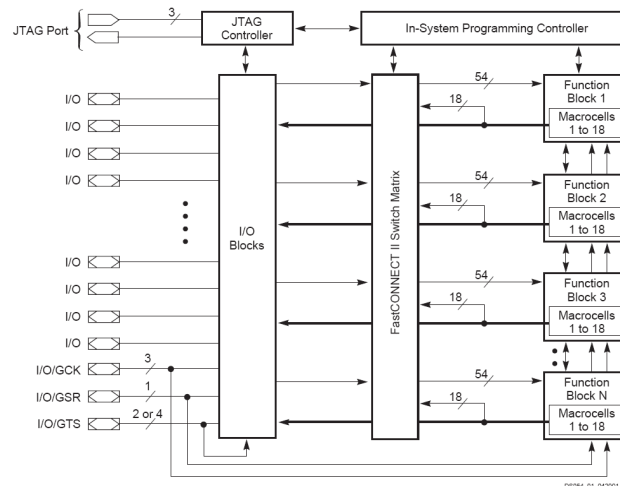 JTAG Port
3
JTAG
Controller
In-System Programming Controller
I/O
I/O
I/O
I/O
I/O
I/O
I/O
I/O
I/O/GCK
3
I/O/GSR
1
I/O/GTS
2 or 4
I/O
Blocks
FastCONNECT II Switch Matrix
54
18
Function
Block 1
Macrocells
1 to 18
54
18
Function
Block 2
Macrocells
1 to 18
54
18
Function
Block 3
Macrocells
1 to 18
54
18
Function
Block N
Macrocells
1 to 18